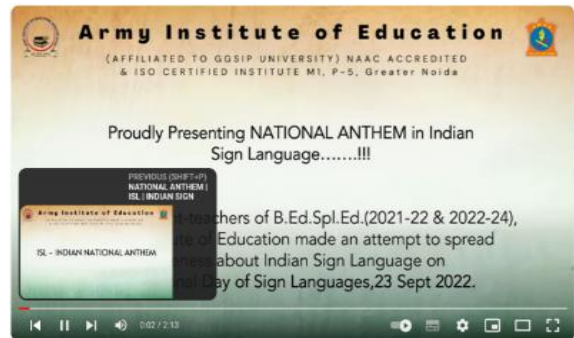 Army Institute of Education
(AFFILIATED TO GGSIP UNIVERSITY) NAAC ACCREDITED
& ISO CERTIFIED INSTITUTE M1, P-5, Greater Noida
Proudly Presenting NATIONAL ANTHEM in Indian
Sign Language.......!!!
PREVIOUS (SHIFT+P)
NATIONAL ANTHEM |
ISL | INDIAN SIGN
Army Institute of Education
ISL - INDIAN NATIONAL ANTHEM
t-teachers of B.Ed.Spl.Ed.(2021-22 & 2022-24),
te of Education made an attempt to spread
eness about Indian Sign Language on
nal Day of Sign Languages,23 Sept 2022.
0:02 / 2:13